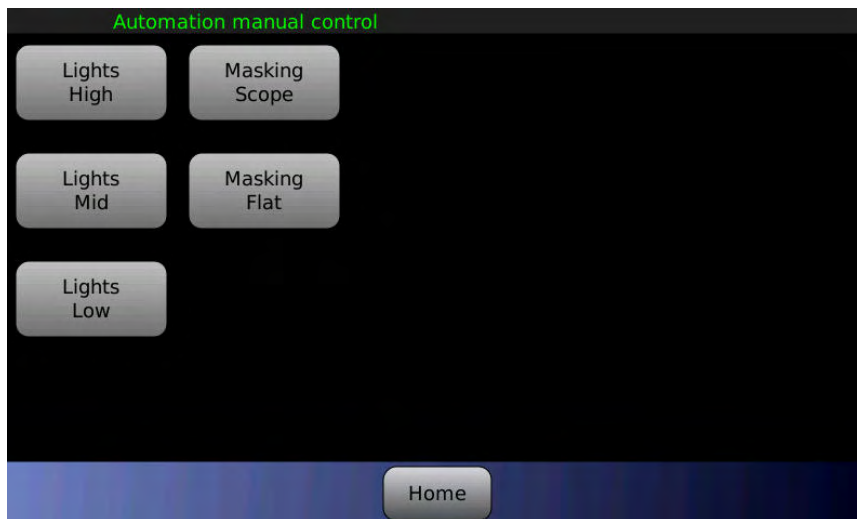 Automation manual control
Lights
High
Masking
Scope
Lights
Mid
Masking
Flat
Lights
Low
Home